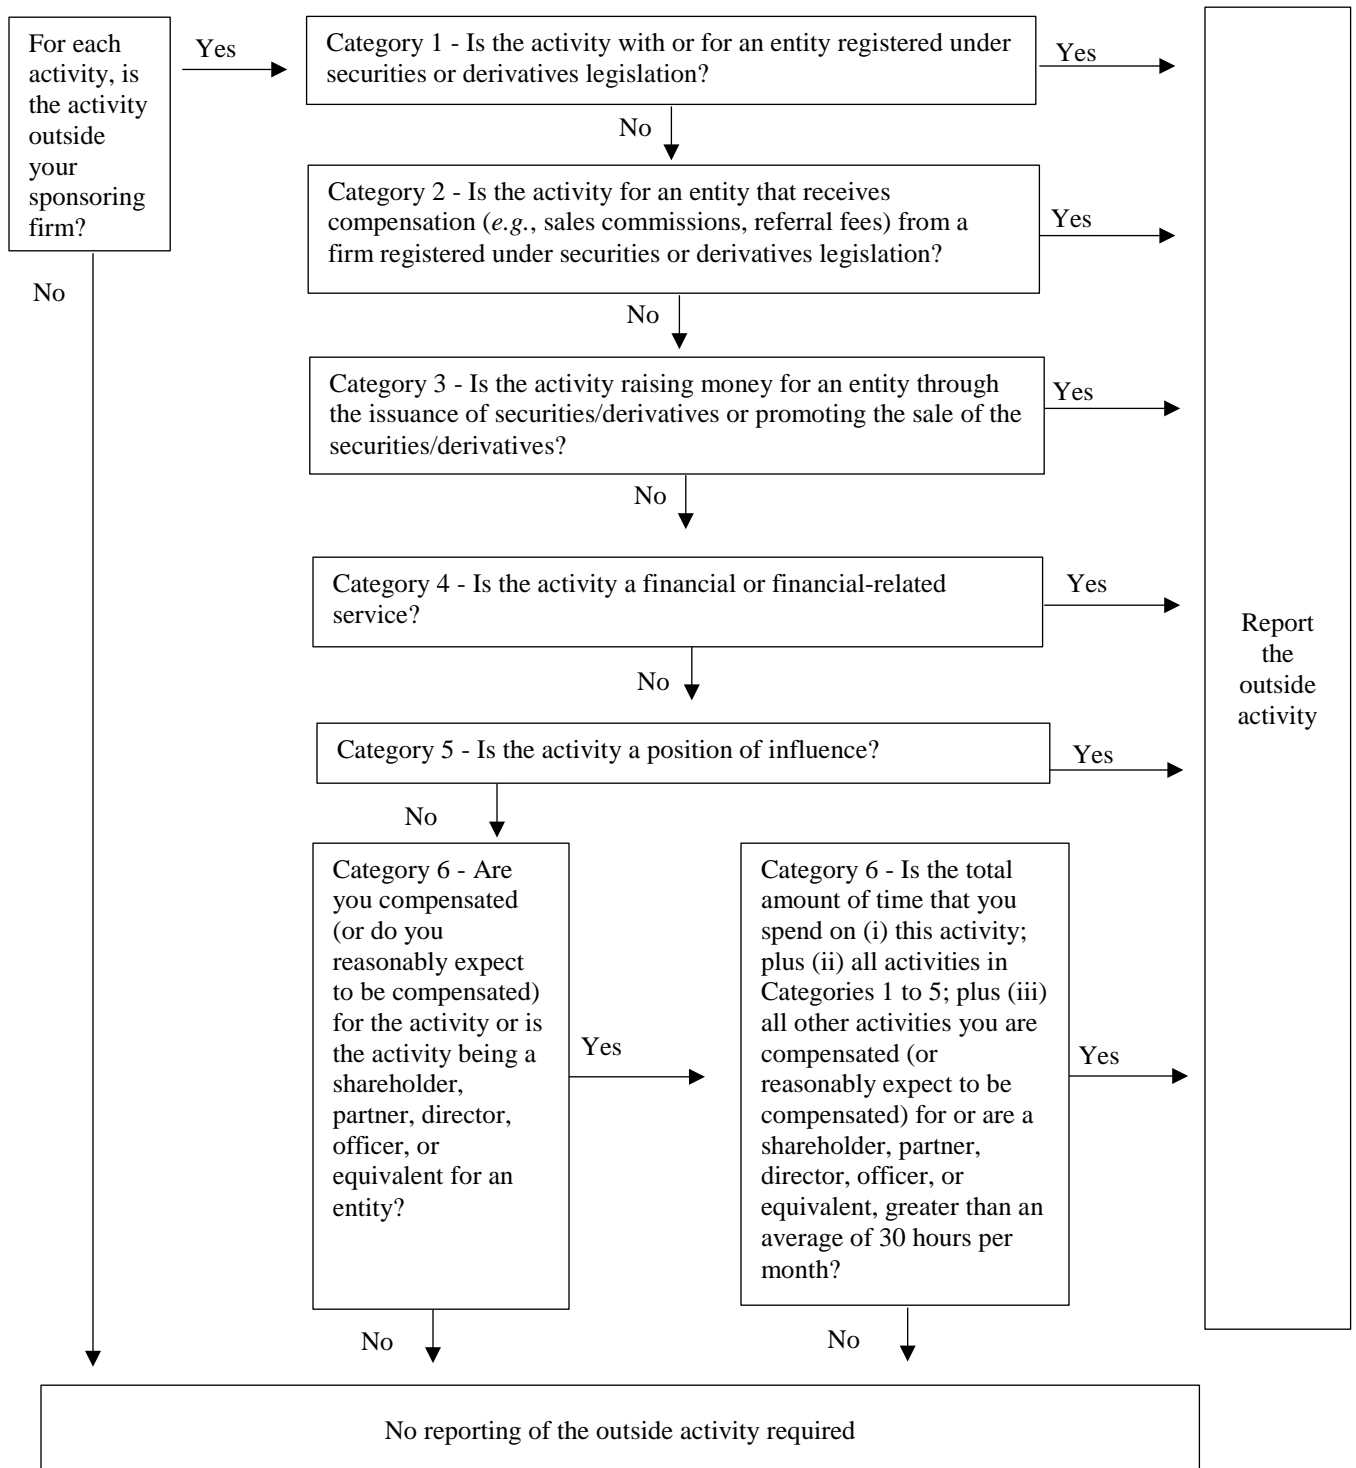 For each
activity, is
the activity
outside
your
sponsoring
firm?
Yes
Category 1 - Is the activity with or for an entity registered under
securities or derivatives legislation?
Yes
No
Category 2 - Is the activity for an entity that receives
compensation (e.g., sales commissions, referral fees) from a
firm registered under securities or derivatives legislation?
Yes
No
No
Category 3 - Is the activity raising money for an entity through
the issuance of securities/derivatives or promoting the sale of the
securities/derivatives?
Yes
No
Category 4 - Is the activity a financial or financial-related
service?
Yes
No
Report
the
outside
activity
Category 5 - Is the activity a position of influence?
Yes
No
Category 6 - Are
you compensated
(or do you
reasonably expect
to be compensated)
for the activity or is
the activity being a
shareholder,
partner, director,
officer, or
equivalent for an
entity?
Yes
Category 6 - Is the total
amount of time that you
spend on (i) this activity;
plus (ii) all activities in
Categories 1 to 5; plus (iii)
all other activities you are
compensated (or
reasonably expect to be
compensated) for or are a
shareholder, partner,
director, officer, or
equivalent, greater than an
average of 30 hours per
month?
Yes
No
No
No reporting of the outside activity required